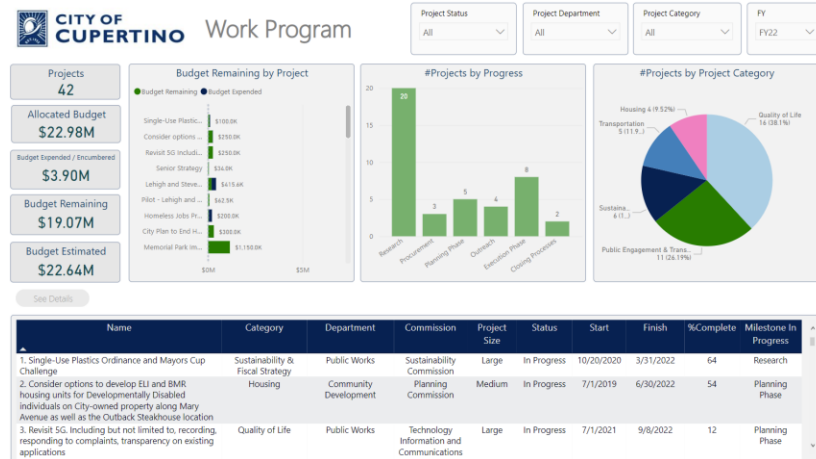 CITY OF
CUPERTINO
Work Program
Project Status
All
Project Department
All
Project Category
All
FY
FY22
Projects
42
Allocated Budget
$22.98M
Budget Expended / Encumbered
$3.90M
Budget Remaining
$19.07M
Budget Estimated
$22.64M
Budget Remaining by Project
Budget Remaining Budget Expended
Single-Use Plastic... $100.0K
Consider options ... $250.0K
Revisit 5G Includi... $250.0K
Senior Strategy $34.0K
Lehigh and Steve... $415.6K
Pilot - Lehigh and ... $42.5K
Homeless Jobs Pr... $200.0K
City Plan to End H... $300.0K
Memorial Park Im... $1,150.0K
$0M $5M
#Projects by Progress
20
15
10
5
0
20
3
5
4
8
2
Research
Procurement
Planning Phase
Outreach
Execution Phase
Closing Processes
#Projects by Project Category
Housing 4 (9.52%)
Transportation
5 (11.9...)
Sustaina...
6 (1...)
Public Engagement & Trans...
11 (26.19%)
Quality of Life
16 (38.1%)
See Details
Name Category Department Commission Project Size Status Start Finish %Complete Milestone In Progress
1. Single-Use Plastics Ordinance and Mayors Cup Sustainability & Public Works Sustainability Large In Progress 10/20/2020 3/31/2022 64 Research
Challenge Fiscal Strategy Commission
2. Consider options to develop ELI and BMR Housing Community Planning Medium In Progress 7/1/2019 6/30/2022 54 Planning
housing units for Developmentally Disabled Development Commission Phase
individuals on City-owned property along Mary
Avenue as well as the Outback Steakhouse location
3. Revisit 5G. Including but not limited to, recording, Quality of Life Public Works Technology Large In Progress 7/1/2021 9/8/2022 12 Planning
responding to complaints, transparency on existing Information and Phase
applications Communications